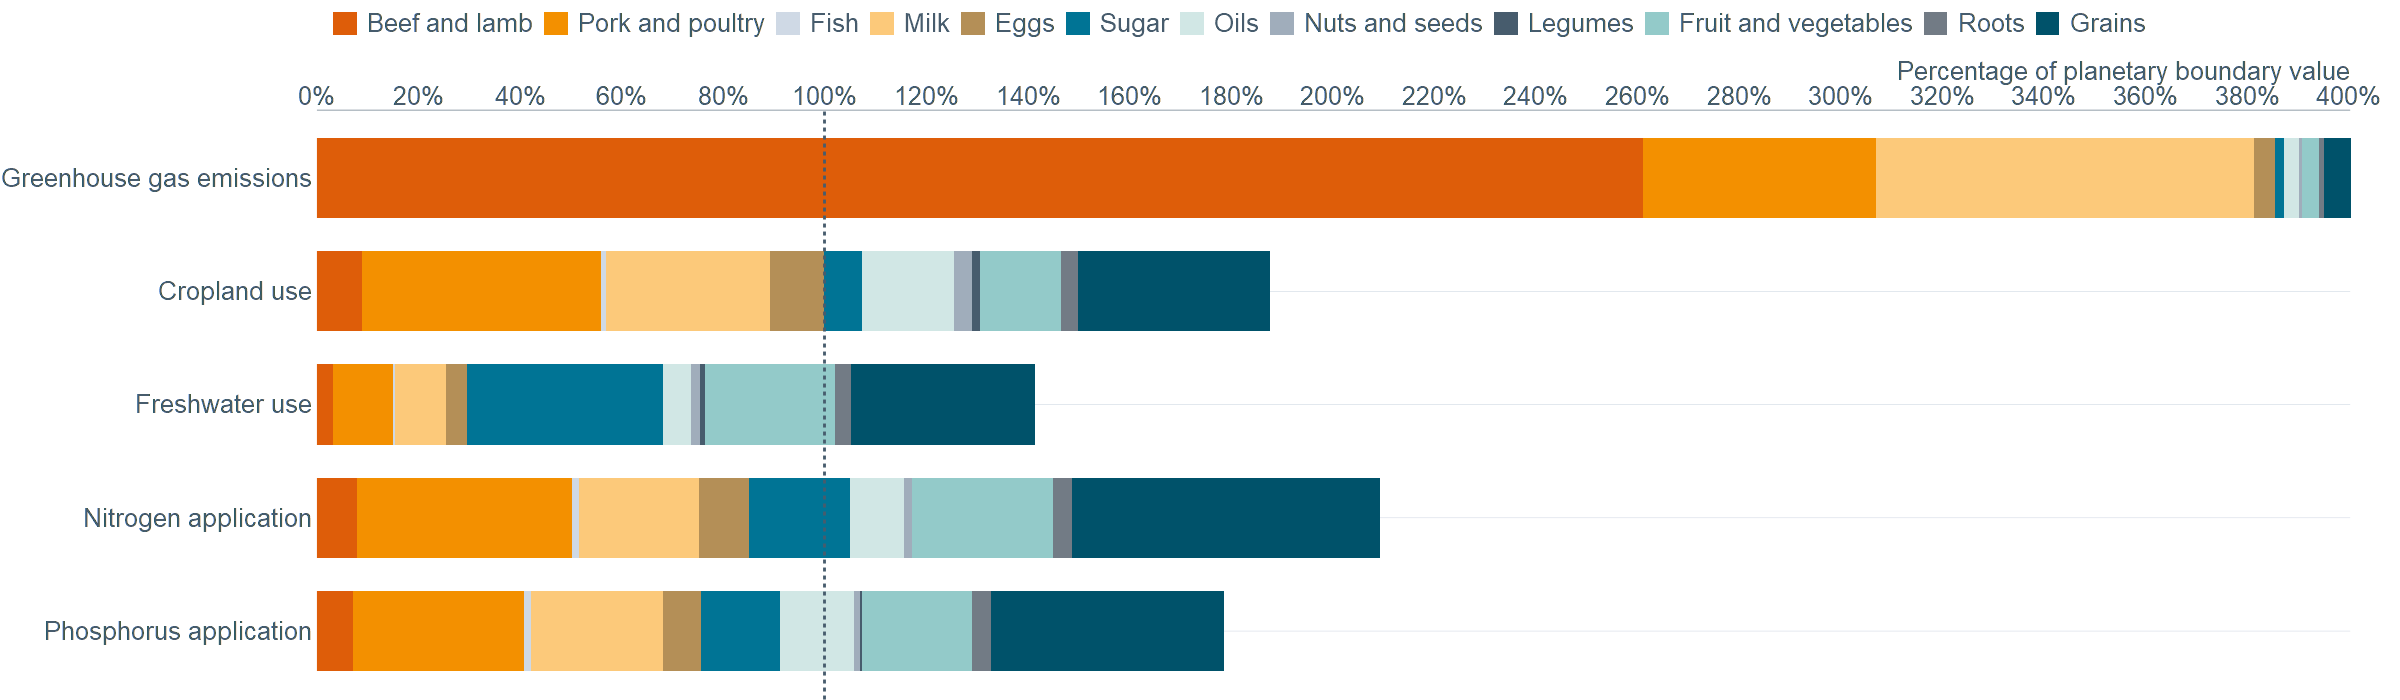 Beef and lamb Pork and poultry Fish Milk Eggs Sugar Oils Nuts and seeds Legumes Fruit and vegetables Roots Grains
Percentage of planetary boundary value
0% 20% 40% 60% 80% 100% 120% 140% 160% 180% 200% 220% 240% 260% 280% 300% 320% 340% 360% 380% 400%
Greenhouse gas emissions
Cropland use
Freshwater use
Nitrogen application
Phosphorus application